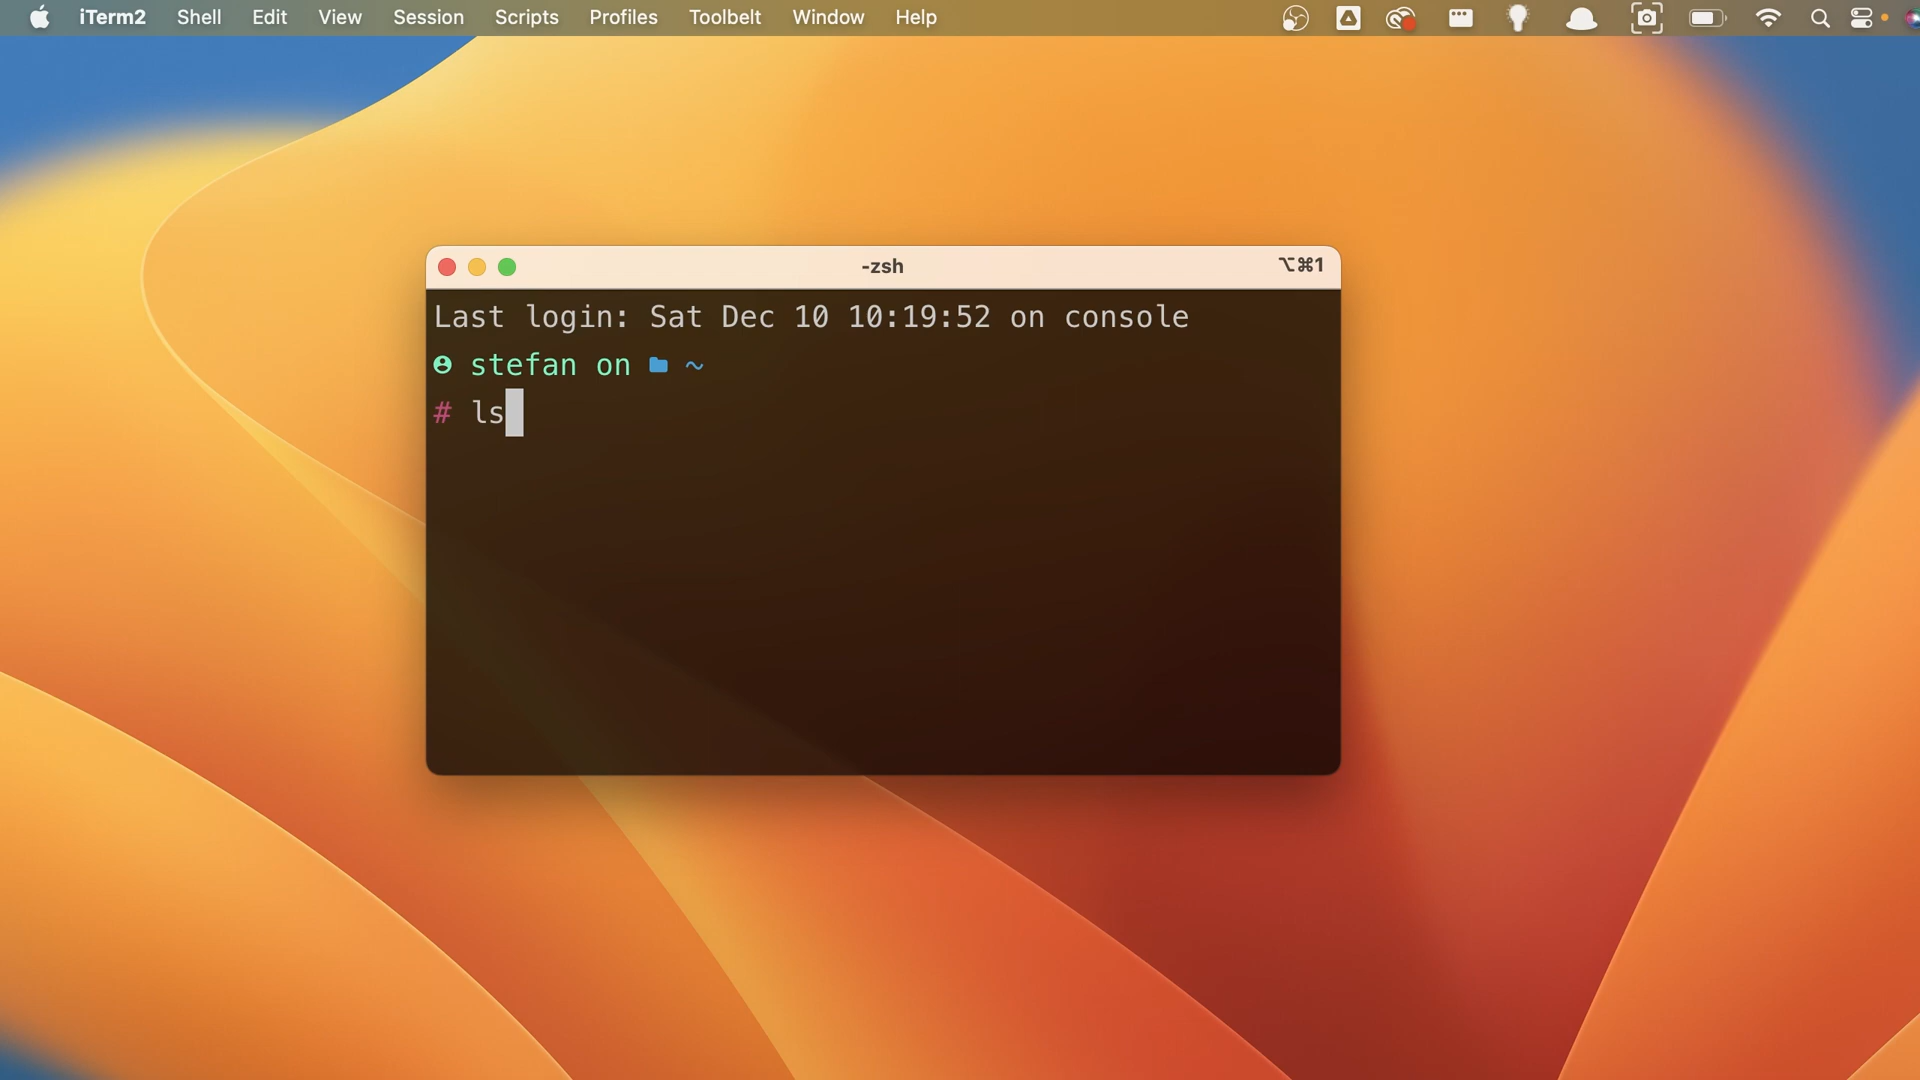 iTerm2 Shell Edit View Session Scripts Profiles Toolbelt Window Help
-zsh ⌥⌘1
Last login: Sat Dec 10 10:19:52 on console
stefan on ~
# ls